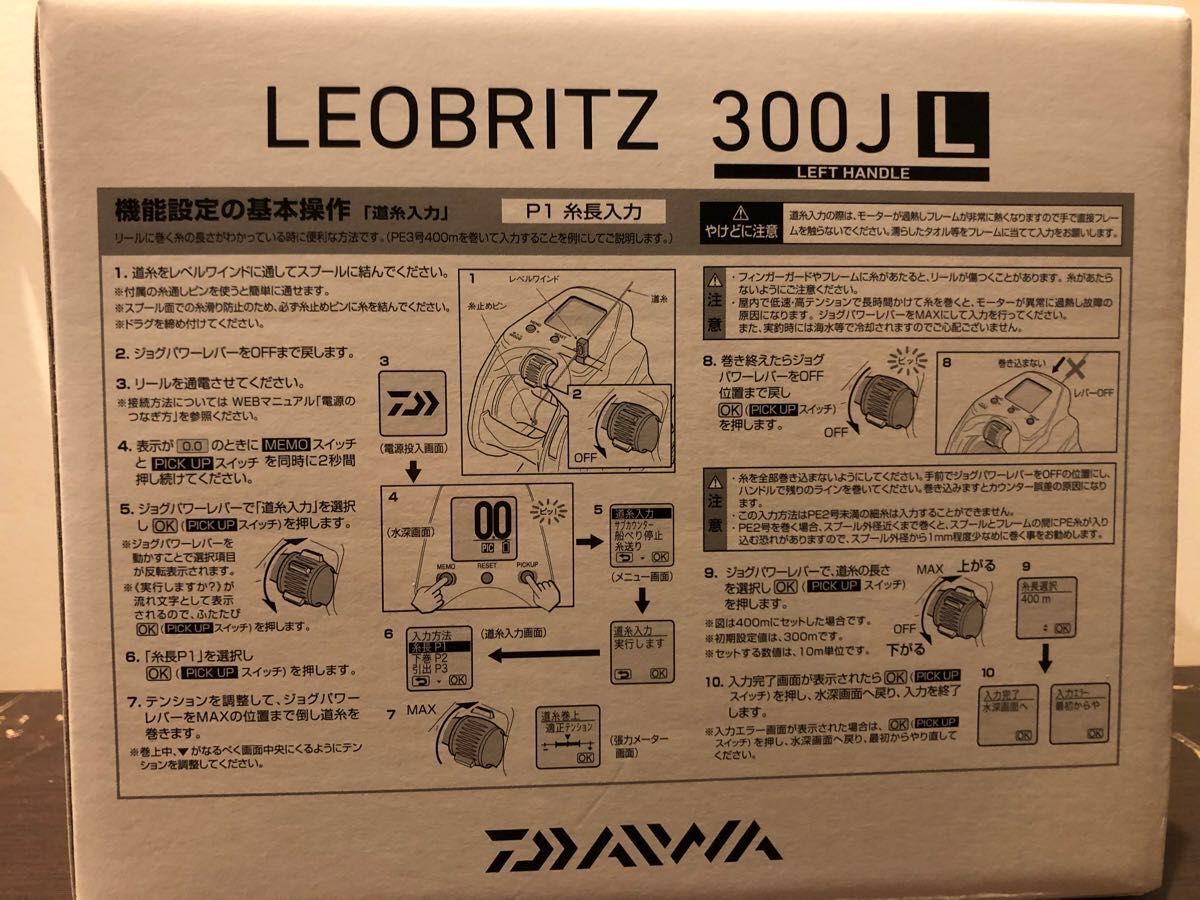 LEOBRITZ 300J L
LEFT HANDLE
機能設定の基本操作「道糸入力」
P1 糸長入力
リールに巻く糸の長さがわかっている時に便利な方法です。(PE3号400mを巻いて入力することを例にしてご説明します。)
やけどに注意
道糸入力の際は、モーターが過熱しフレームが非常に熱くなりますので手で直接フレー
ムを触らないでください。濡らしたタオル等をフレームに当てて入力をお願いします。
1. 道糸をレベルワインドに通してスプールに結んでください。
※付属の糸通しピンを使うと簡単に通せます。
※スプール面での糸滑り防止のため、必ず糸止めピンに糸を結んでください。
※ドラグを締め付けてください。
2. ジョグパワーレバーをOFFまで戻します。
3. リールを通電させてください。
※接続方法については WEBマニュアル「電源の
つなぎ方」を参照ください。
4. 表示が 0.0 のときに MEMO スイッチ
と PICK UP スイッチ を同時に2秒間
押し続けてください。
5. ジョグパワーレバーで「道糸入力」を選択
し OK (PICK UP スイッチ)を押します。
※ジョグパワーレバーを
動かすことで選択項目
が反転表示されます。
※《実行しますか?》が
流れ文字として表示
されるので、ふたたび
OK (PICK UP スイッチ)を押します。
6. 「糸長P1」を選択し
OK (PICK UP スイッチ)を押します。
7. テンションを調整して、ジョグパワー
レバーをMAXの位置まで倒し道糸を
巻きます。
※巻上中、▼がなるべく画面中央にくるようにテン
ションを調整してください。
1
レベルワインド
糸止めピン
道糸
2
OFF
3
(電源投入画面)
4
(水深画面)
0.0
PIC
ピッ!
MEMO
RESET
PICKUP
5
道糸入力
サブカウンター
船べり停止
糸送り
OK
(メニュー画面)
道糸入力
実行します
OK
6
入力方法
糸長 P1
下巻 P2
引出 P3
OK
(道糸入力画面)
7
MAX
道糸巻上
適正テンション
OK
(張力メーター
画面)
注意
・フィンガーガードやフレームに糸があたると、リールが傷つくことがあります。糸があたら
ないようにご注意ください。
・屋内で低速・高テンションで長時間かけて糸を巻くと、モーターが異常に過熱し故障の
原因になります。ジョグパワーレバーをMAXにして入力を行ってください。
また、実釣時には海水等で冷却されますのでご心配ございません。
8. 巻き終えたらジョグ
パワーレバーをOFF
位置まで戻し
OK (PICK UP スイッチ)
を押します。
ピッ!
OFF
8
巻き込まない
レバーOFF
注意
・糸を全部巻き込まないようにしてください。手前でジョグパワーレバーをOFFの位置にし、
ハンドルで残りのラインを巻いてください。巻き込みますとカウンター誤差の原因になり
ます。
・この入力方法はPE2号未満の細糸は入力することができません。
・PE2号を巻く場合、スプール外径近くまで巻くと、スプールとフレームの間にPE糸が入り
込む恐れがありますので、スプール外径から1mm程度少なめに巻く事をお勧めします。
9. ジョグパワーレバーで、道糸の長さ
を選択し OK (PICK UP スイッチ)
を押します。
※図は400mにセットした場合です。
※初期設定値は、300mです。
※セットする数値は、10m単位です。
MAX 上がる
OFF
下がる
9
糸長選択
400 m
OK
10. 入力完了画面が表示されたら OK (PICK UP
スイッチ)を押し、水深画面へ戻り、入力を終了
します。
※入力エラー画面が表示された場合は、OK (PICK UP
スイッチ)を押し、水深画面へ戻り、最初からやり直して
ください。
10
入力完了
水深画面へ
OK
入力エラー
最初からや
OK
DAIWA